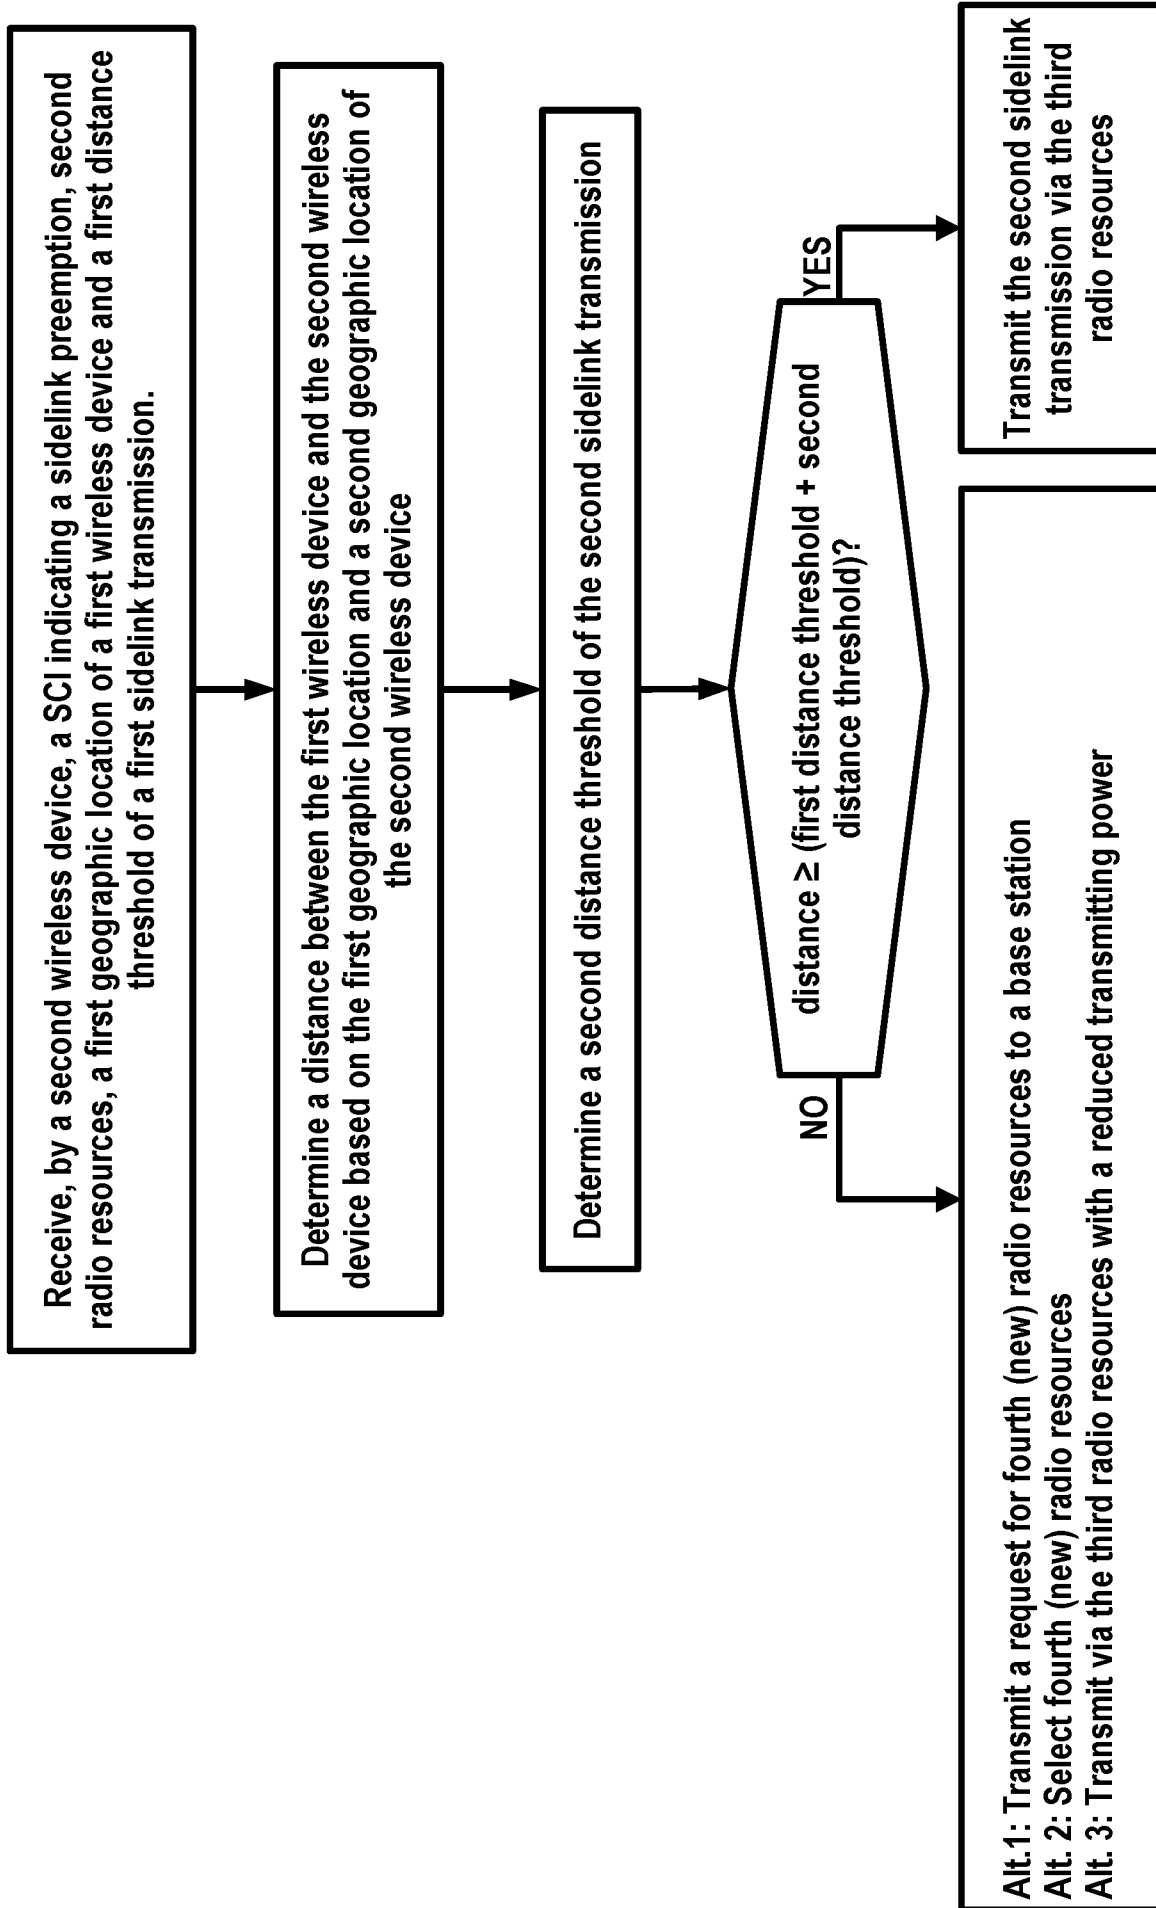 Receive, by a second wireless device, a SCI indicating a sidelink preemption, second
radio resources, a first geographic location of a first wireless device and a first distance
threshold of a first sidelink transmission.
Determine a distance between the first wireless device and the second wireless
device based on the first geographic location and a second geographic location of
the second wireless device
Determine a second distance threshold of the second sidelink transmission
distance ≥ (first distance threshold + second
distance threshold)?
NO
YES
Alt.1: Transmit a request for fourth (new) radio resources to a base station
Alt. 2: Select fourth (new) radio resources
Alt. 3: Transmit via the third radio resources with a reduced transmitting power
Transmit the second sidelink
transmission via the third
radio resources